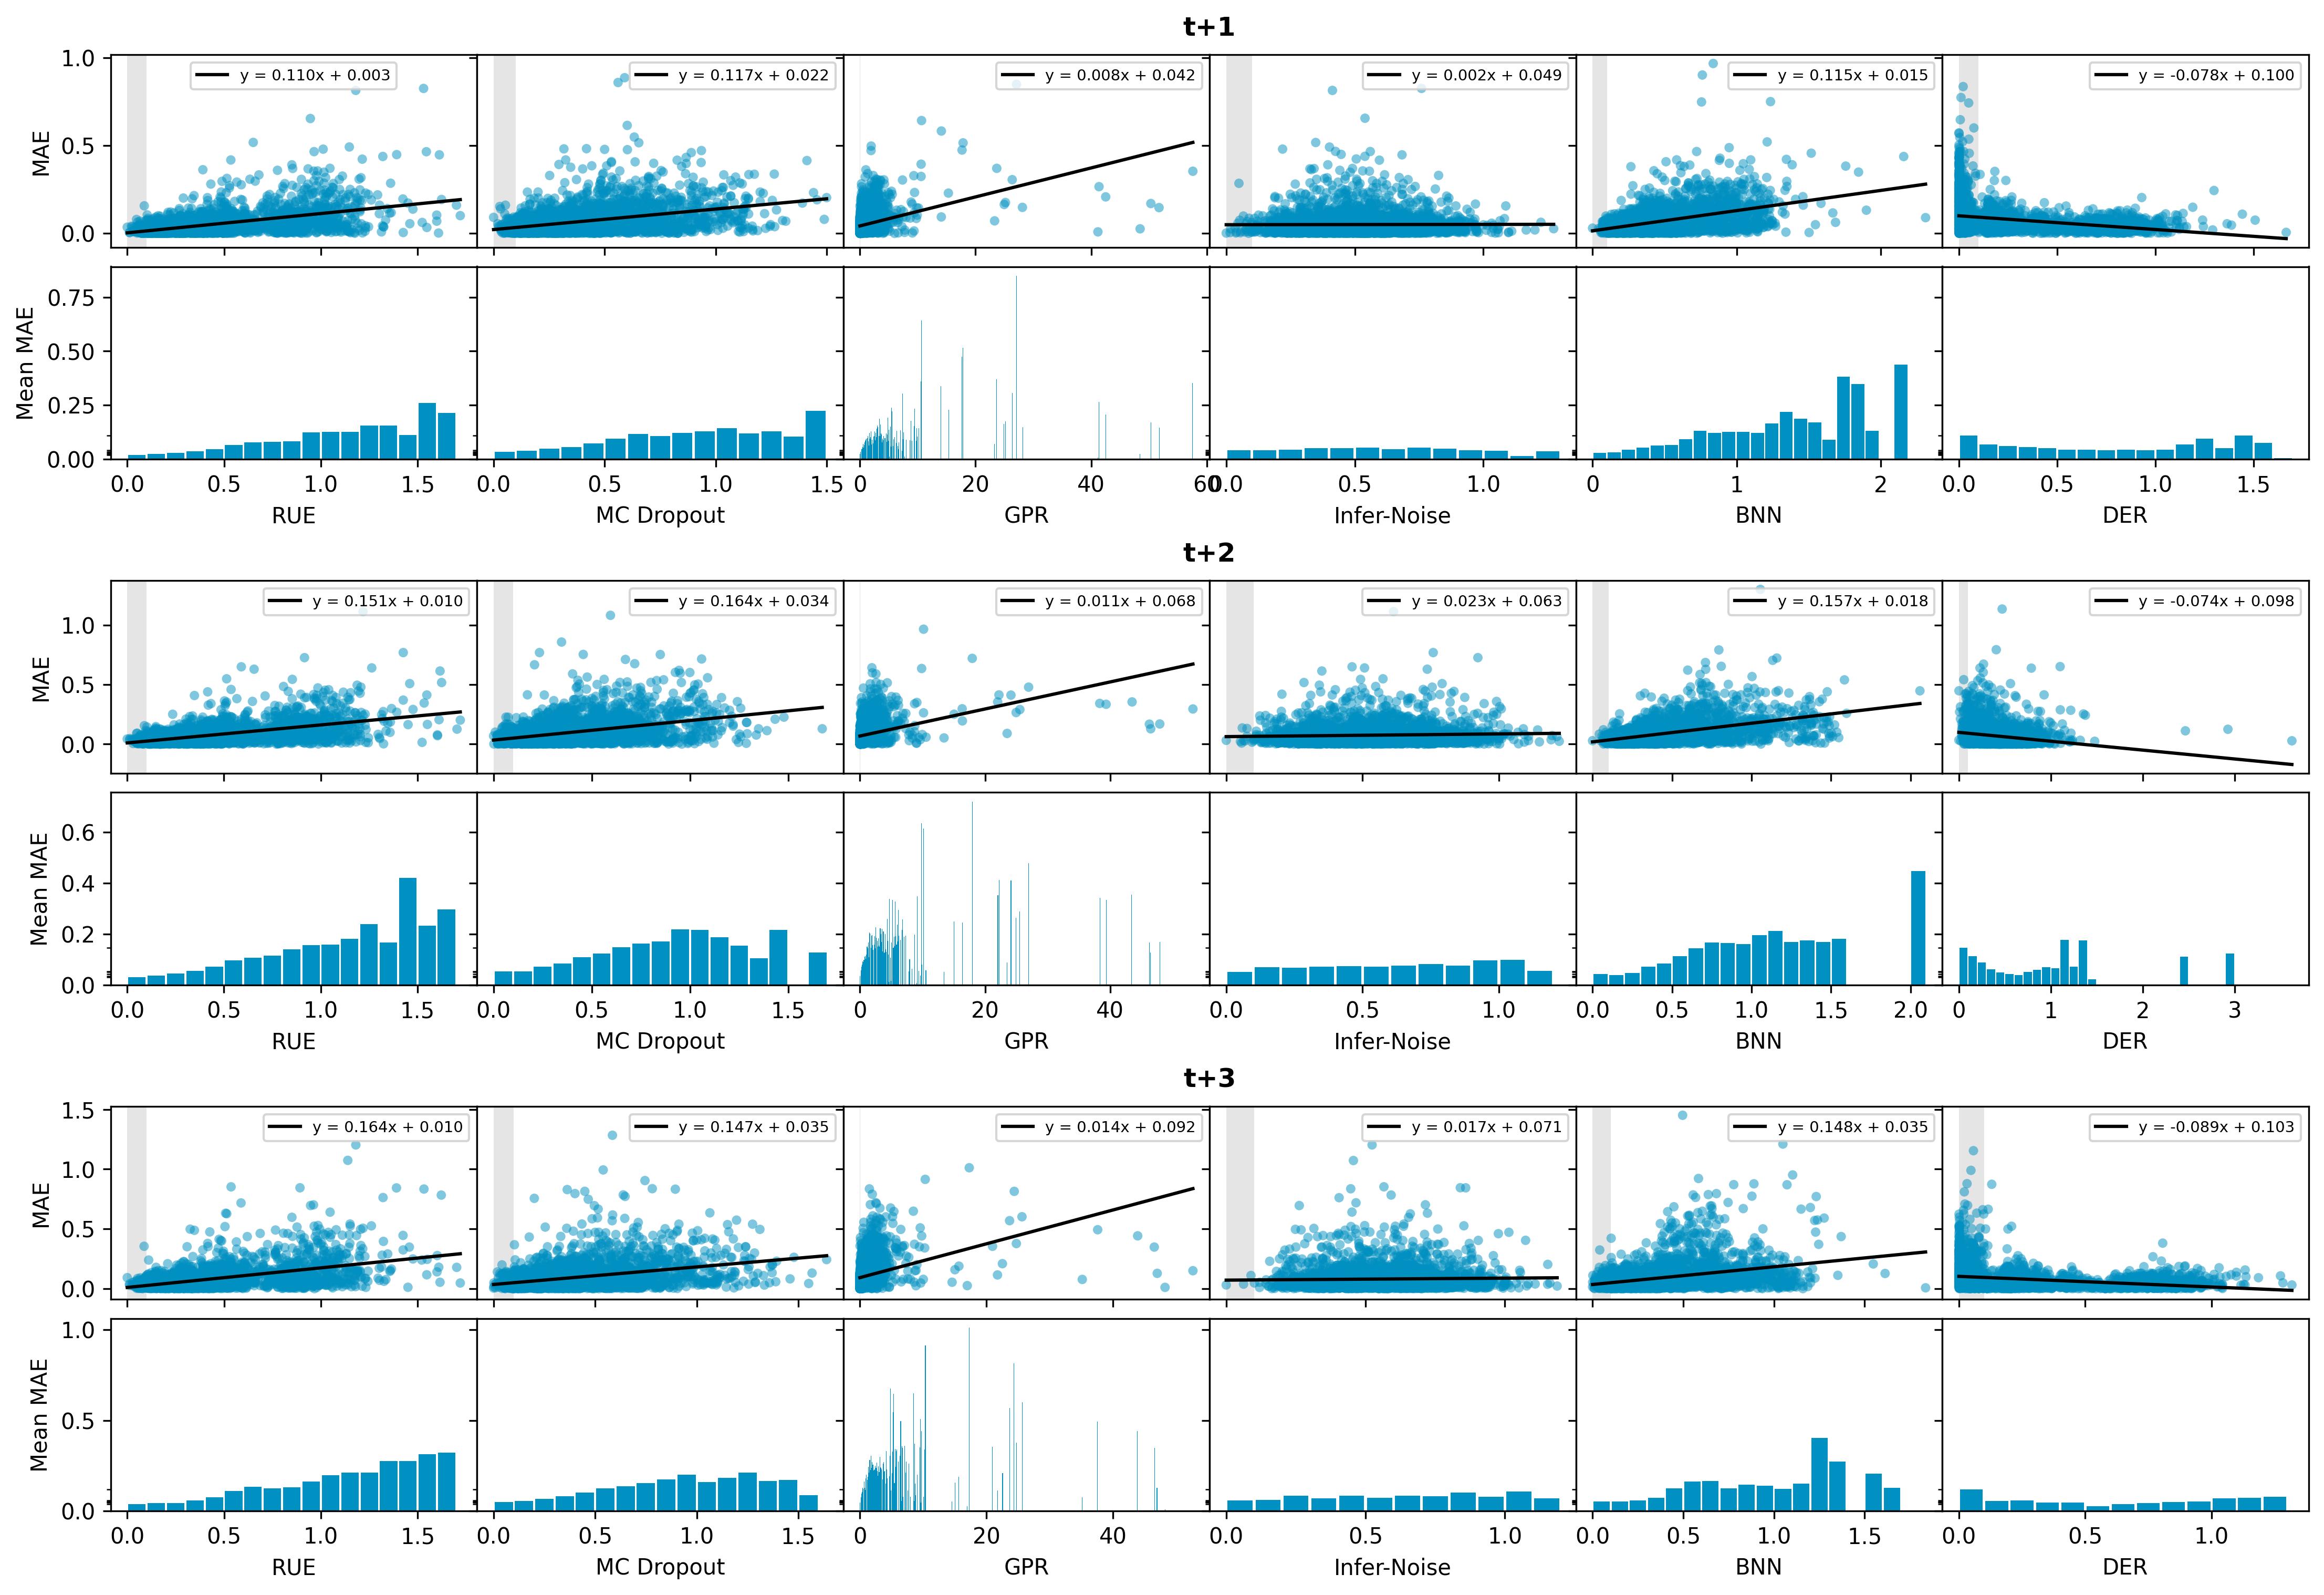 t+1
MAE
1.0
0.5
0.0
y = 0.110x + 0.003
y = 0.117x + 0.022
y = 0.008x + 0.042
y = 0.002x + 0.049
y = 0.115x + 0.015
y = -0.078x + 0.100
Mean MAE
0.75
0.50
0.25
0.00
0.0 0.5 1.0 1.5
0.0 0.5 1.0 1.5
0 20 40 60
0.0 0.5 1.0
0 1 2
0.0 0.5 1.0 1.5
RUE
MC Dropout
GPR
Infer-Noise
BNN
DER
t+2
MAE
1.0
0.5
0.0
y = 0.151x + 0.010
y = 0.164x + 0.034
y = 0.011x + 0.068
y = 0.023x + 0.063
y = 0.157x + 0.018
y = -0.074x + 0.098
Mean MAE
0.6
0.4
0.2
0.0
0.0 0.5 1.0 1.5
0.0 0.5 1.0 1.5
0 20 40
0.0 0.5 1.0
0.0 0.5 1.0 1.5 2.0
0 1 2 3
RUE
MC Dropout
GPR
Infer-Noise
BNN
DER
t+3
MAE
1.5
1.0
0.5
0.0
y = 0.164x + 0.010
y = 0.147x + 0.035
y = 0.014x + 0.092
y = 0.017x + 0.071
y = 0.148x + 0.035
y = -0.089x + 0.103
Mean MAE
1.0
0.5
0.0
0.0 0.5 1.0 1.5
0.0 0.5 1.0 1.5
0 20 40
0.0 0.5 1.0
0.0 0.5 1.0 1.5
0.0 0.5 1.0
RUE
MC Dropout
GPR
Infer-Noise
BNN
DER